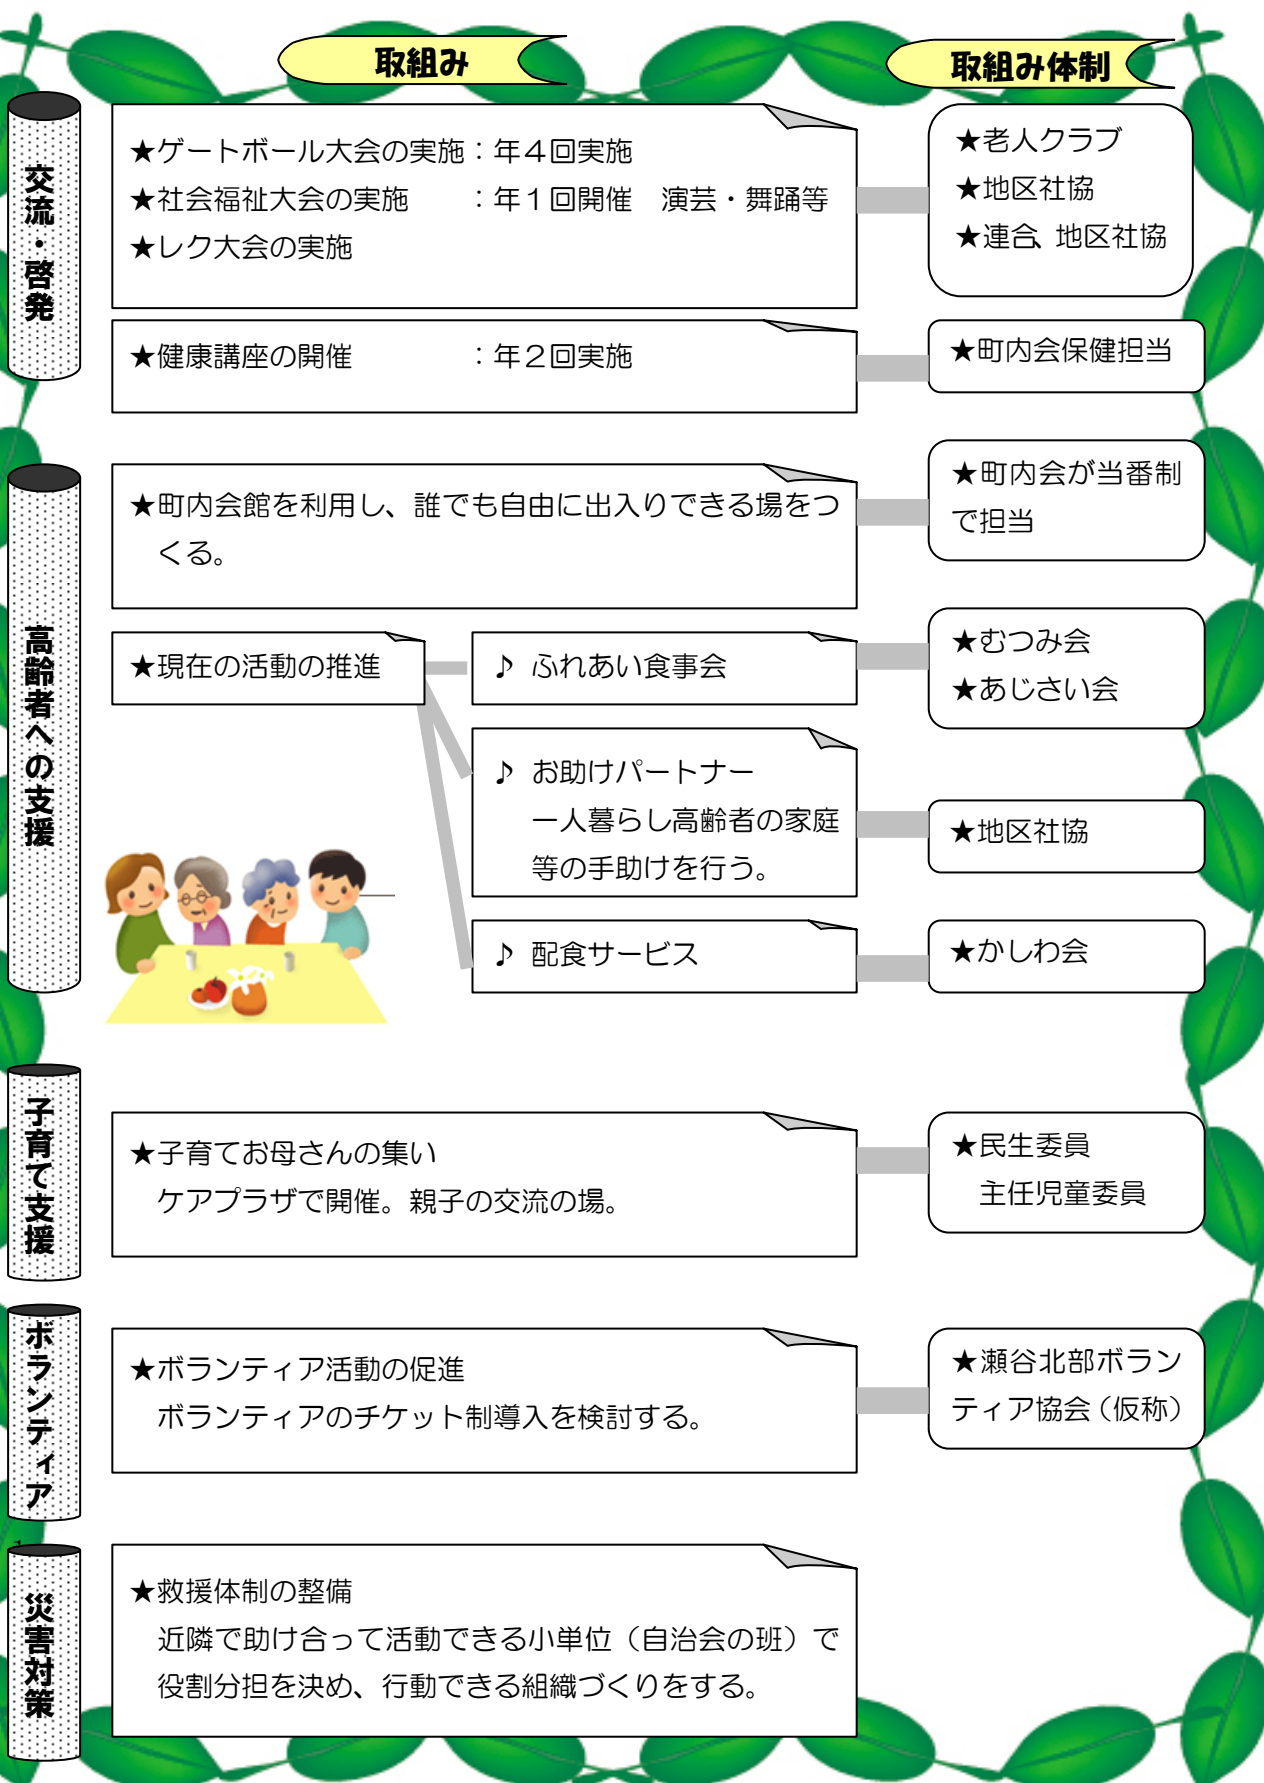 取組み
取組み体制
交流・啓発
★ゲートボール大会の実施：年４回実施
★社会福祉大会の実施　　：年１回開催　演芸・舞踊等
★レク大会の実施
★老人クラブ
★地区社協
★連合、地区社協
★健康講座の開催　　　　：年２回実施
★町内会保健担当
高齢者への支援
★町内会館を利用し、誰でも自由に出入りできる場をつ
くる。
★町内会が当番制
で担当
★現在の活動の推進
♪ ふれあい食事会
★むつみ会
★あじさい会
♪ お助けパートナー
一人暮らし高齢者の家庭
等の手助けを行う。
★地区社協
♪ 配食サービス
★かしわ会
子育て支援
★子育てお母さんの集い
ケアプラザで開催。親子の交流の場。
★民生委員
主任児童委員
ボランティア
★ボランティア活動の促進
ボランティアのチケット制導入を検討する。
★瀬谷北部ボラン
ティア協会（仮称）
災害対策
★救援体制の整備
近隣で助け合って活動できる小単位（自治会の班）で
役割分担を決め、行動できる組織づくりをする。